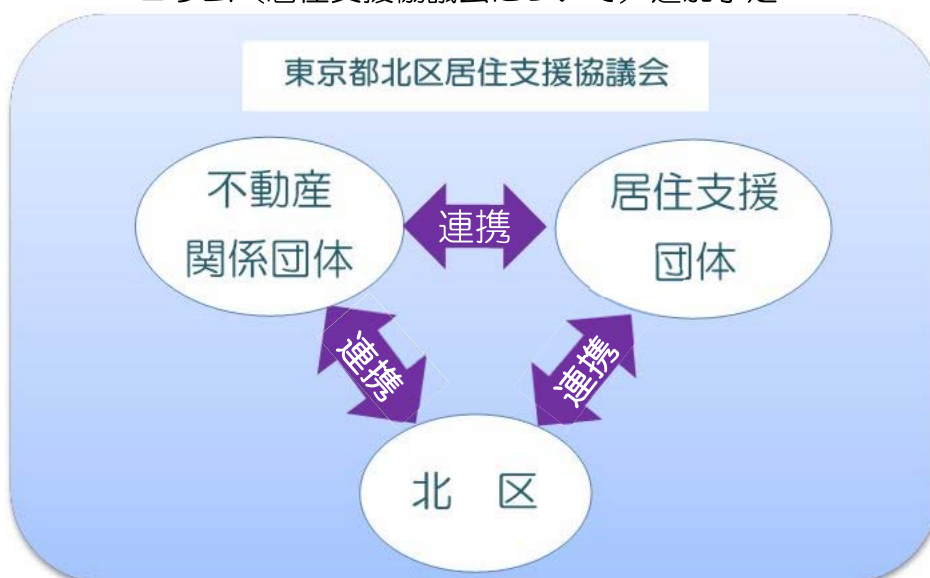 東京都北区居住支援協議会
不動産
関係団体
連携
居住支援
団体
連携
連携
北 区